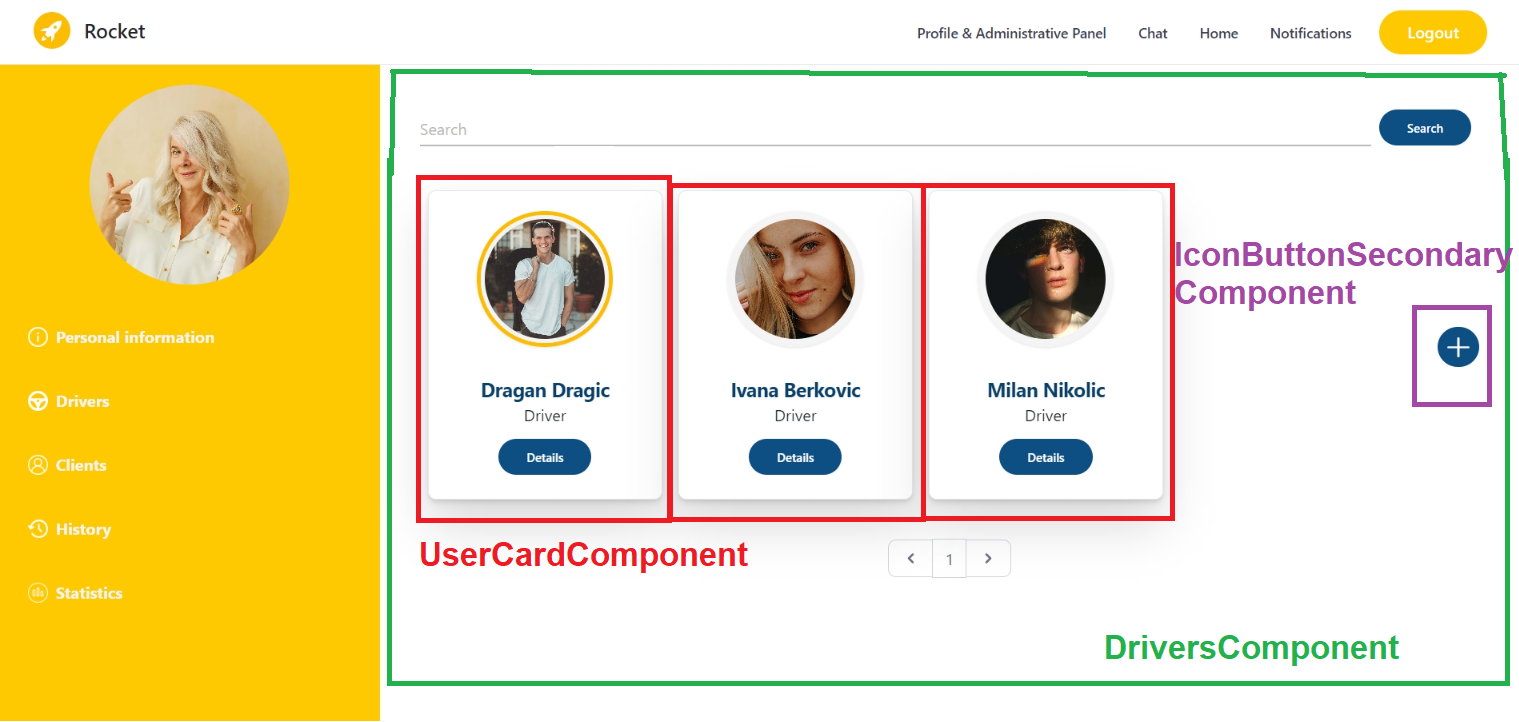 Rocket
Profile & Administrative Panel
Chat
Home
Notifications
Logout
Search
Search
Personal information
Drivers
Clients
History
Statistics
Dragan Dragic
Driver
Details
Ivana Berkovic
Driver
Details
Milan Nikolic
Driver
Details
IconButtonSecondary
Component
UserCardComponent
1
DriversComponent